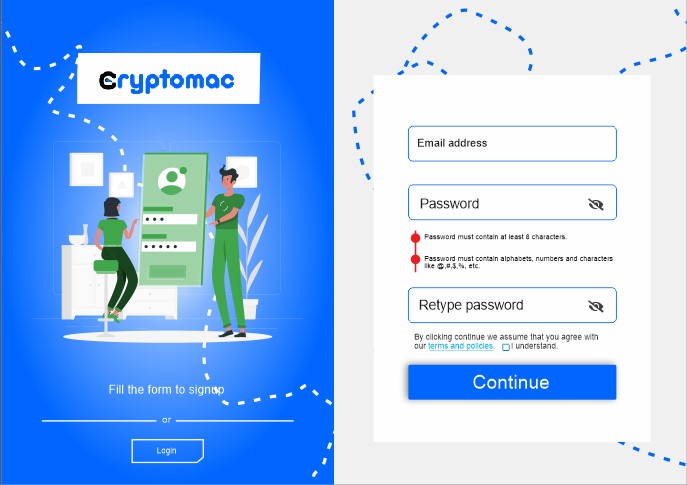 Cryptomac
Fill the form to signup
or
Login
Email address
Password
Password must contain at least 8 characters.
Password must contain alphabets, numbers and characters
like @,#,$,%, etc.
Retype password
By clicking continue we assume that you agree with
our terms and policies. I understand.
Continue